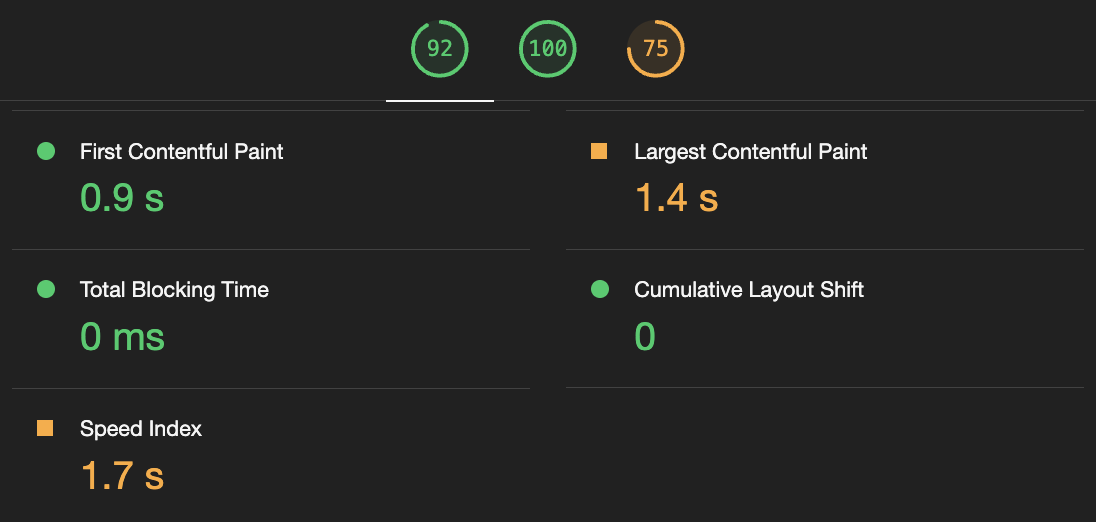 92 100 75
First Contentful Paint
0.9 s
Largest Contentful Paint
1.4 s
Total Blocking Time
0 ms
Cumulative Layout Shift
0
Speed Index
1.7 s